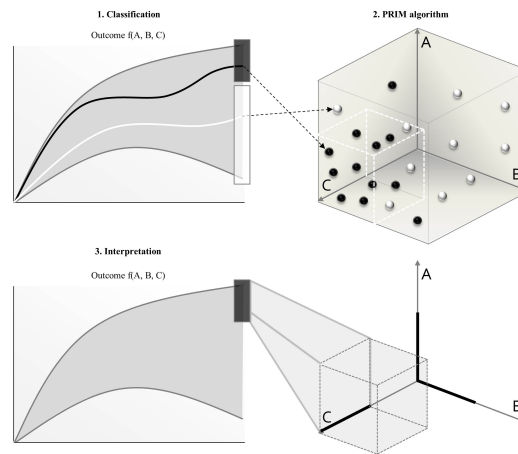 1. Classification
2. PRIM algorithm
Outcome f(A, B, C)
A
B
C
3. Interpretation
Outcome f(A, B, C)
A
B
C